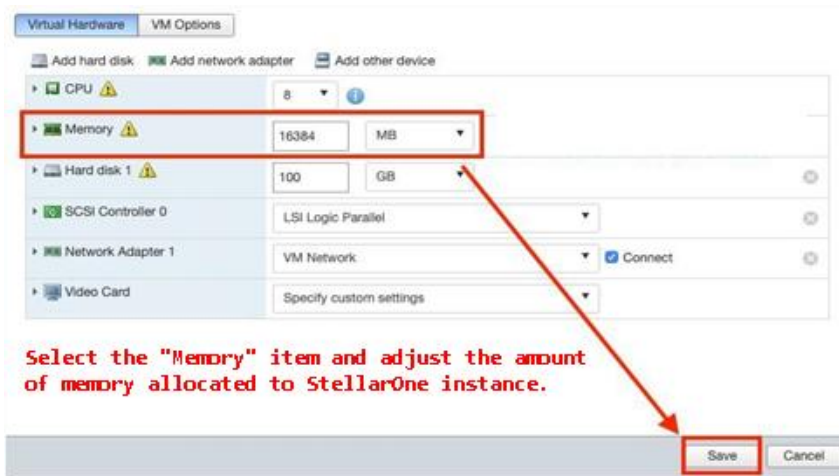 Virtual Hardware VM Options
Add hard disk Add network adapter Add other device
CPU 8
Memory 16384 MB
Hard disk 1 100 GB
SCSI Controller 0 LSI Logic Parallel
Network Adapter 1 VM Network Connect
Video Card Specify custom settings
Select the "Memory" item and adjust the amount
of memory allocated to StellarOne instance.
Save Cancel